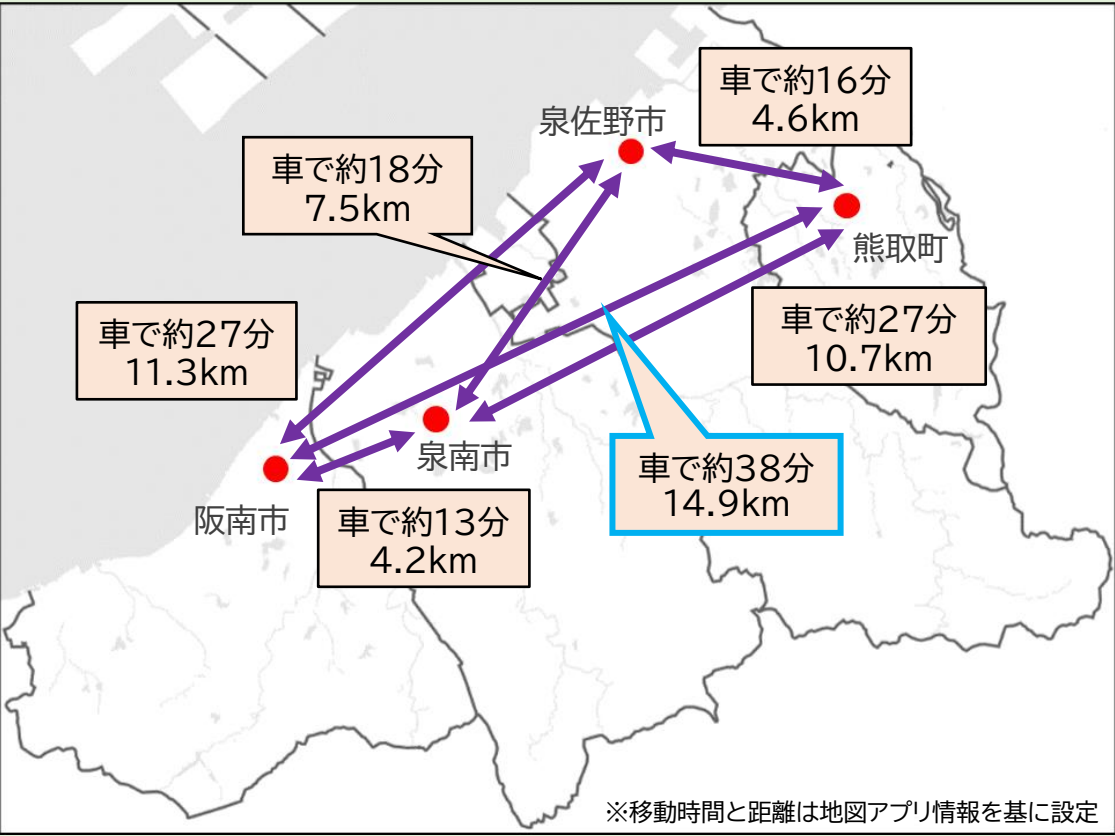 車で約16分
4.6km
泉佐野市
車で約18分
7.5km
熊取町
車で約27分
11.3km
車で約27分
10.7km
泉南市
車で約38分
14.9km
阪南市
車で約13分
4.2km
※移動時間と距離は地図アプリ情報を基に設定